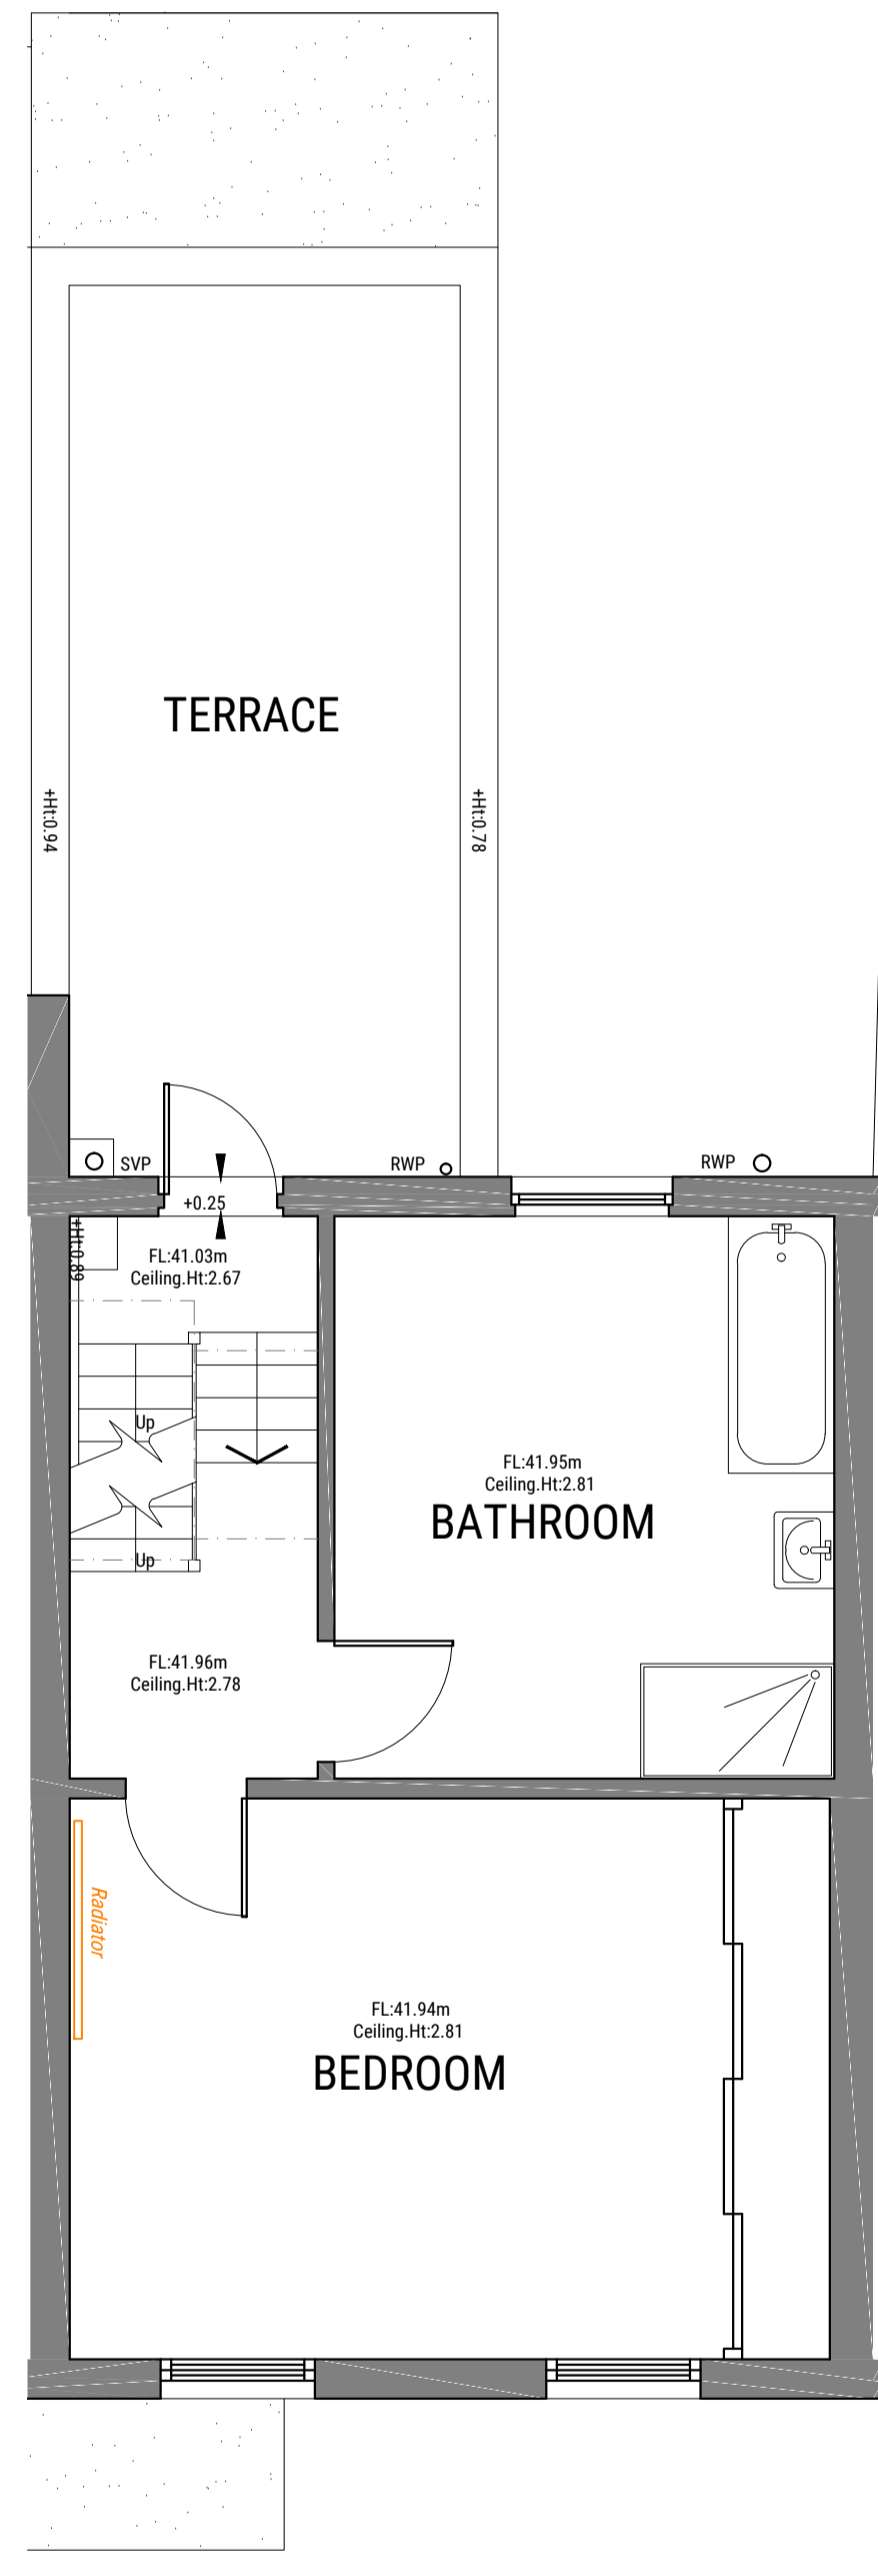 TERRACE
+Ht:0.94
+Ht:0.78
SVP
RWP
RWP
+0.25
+Ht:0.89
FL:41.03m
Ceiling.Ht:2.67
Up
FL:41.95m
Ceiling.Ht:2.81
BATHROOM
Up
FL:41.96m
Ceiling.Ht:2.78
Radiator
FL:41.94m
Ceiling.Ht:2.81
BEDROOM